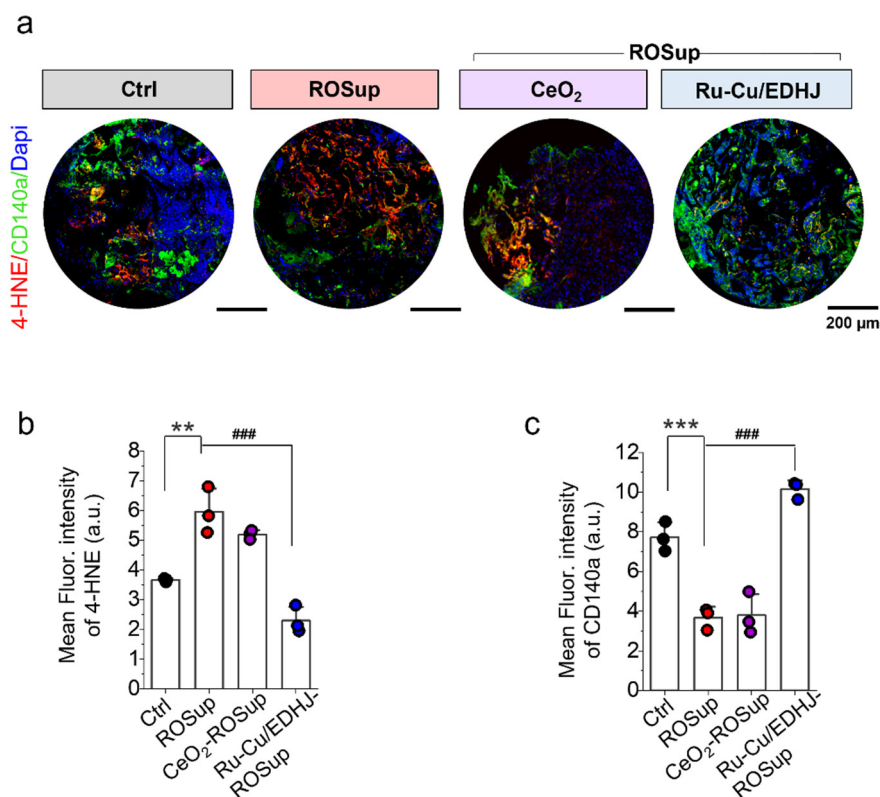 a
ROSup
Ctrl
ROSup
CeO₂
Ru-Cu/EDHJ
4-HNE/CD140a/Dapi
200 µm
b
**
###
Mean Fluor. intensity
of 4-HNE (a.u.)
8
7
6
5
4
3
2
1
0
Ctrl
ROSup
CeO₂-ROSup
Ru-Cu/EDHJ-
ROSup
c
***
###
Mean Fluor. intensity
of CD140a (a.u.)
12
10
8
6
4
2
0
Ctrl
ROSup
CeO₂-ROSup
Ru-Cu/EDHJ-
ROSup